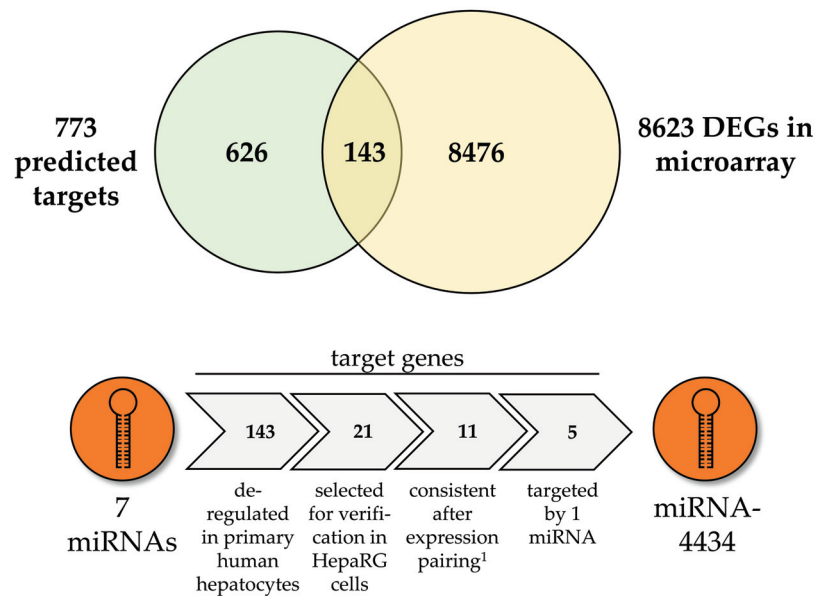 773
predicted
targets
626
143
8476
8623 DEGs in
microarray
target genes
143
21
11
5
7
miRNAs
de-
regulated
in primary
human
hepatocytes
selected
for verifi-
cation in
HepaRG
cells
consistent
after
expression
pairing¹
targeted
by 1
miRNA
miRNA-
4434